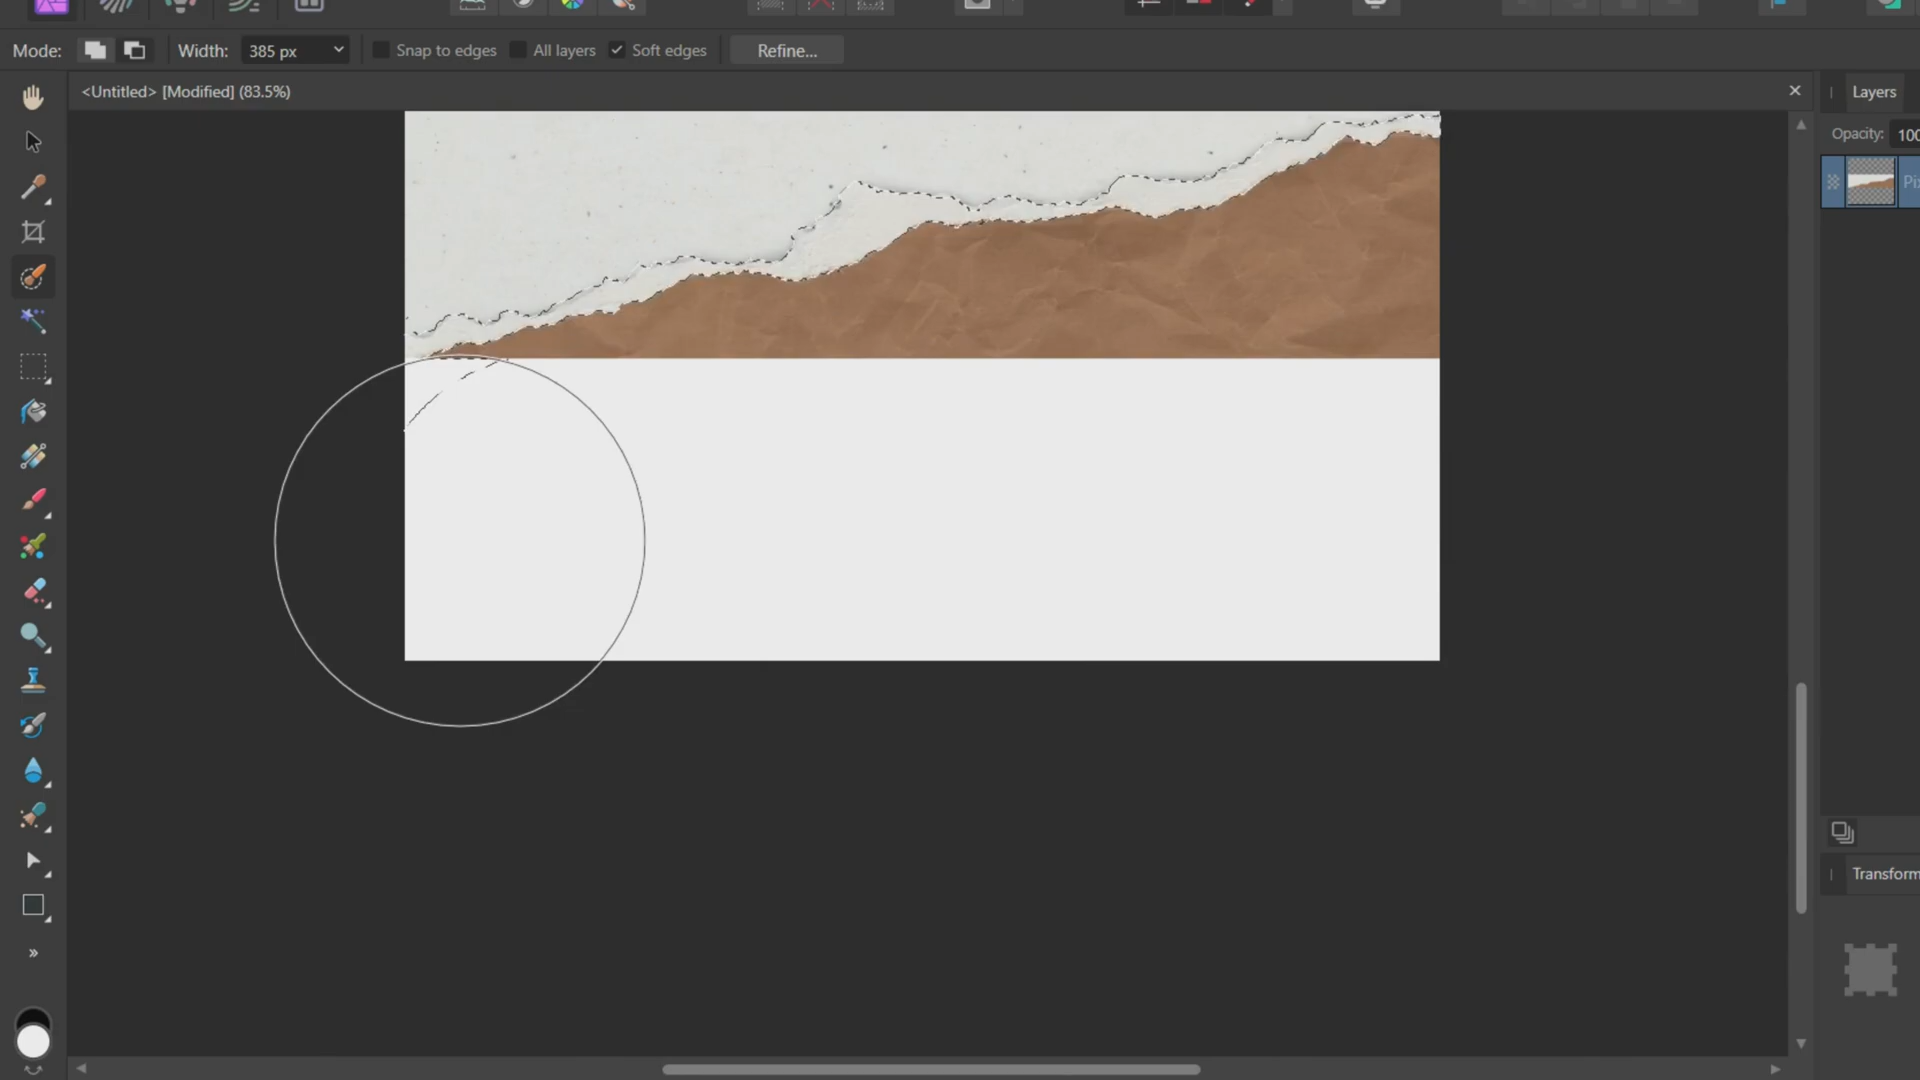 Mode:
Width: 385 px
Snap to edges
All layers
Soft edges
Refine...
<Untitled> [Modified] (83.5%)
×
Layers
Opacity: 100
Pix
»
Transform